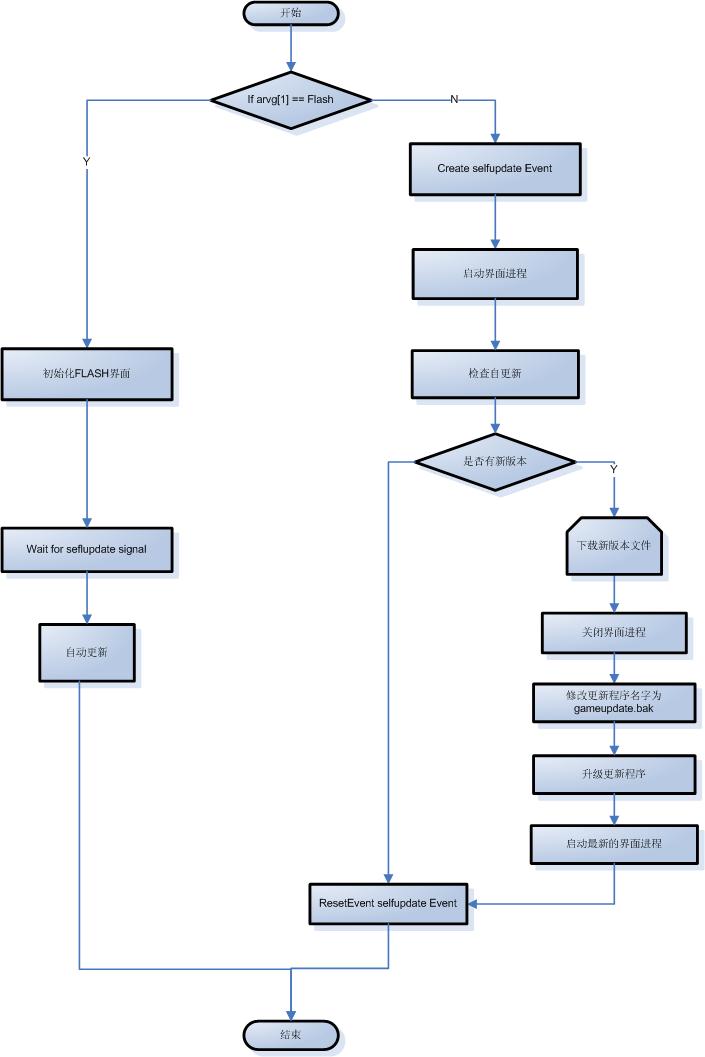 开始
If arvg[1] == Flash
N
Y
Create selfupdate Event
启动界面进程
初始化FLASH界面
检查自更新
是否有新版本
Y
Wait for seflupdate signal
下载新版本文件
自动更新
关闭界面进程
修改更新程序名字为
gameupdate.bak
升级更新程序
启动最新的界面进程
ResetEvent selfupdate Event
结束